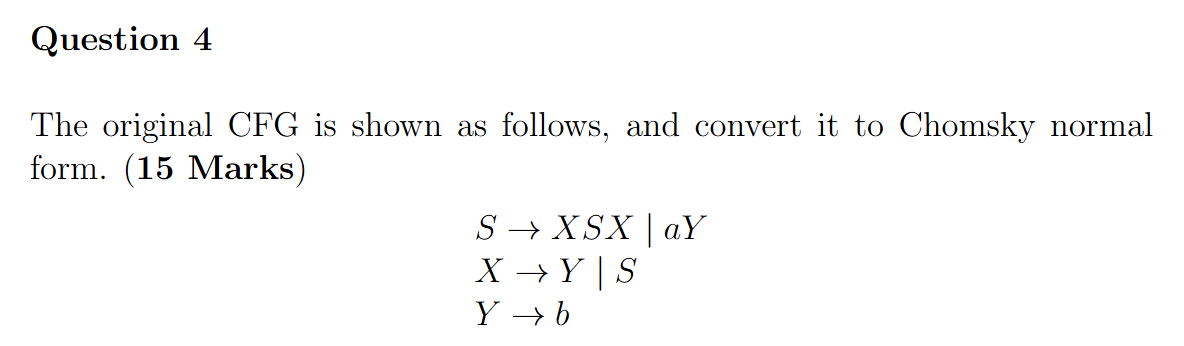 Question 4
The original CFG is shown as follows, and convert it to Chomsky normal
form. (15 Marks)
S → XSX | aY
X → Y | S
Y → b